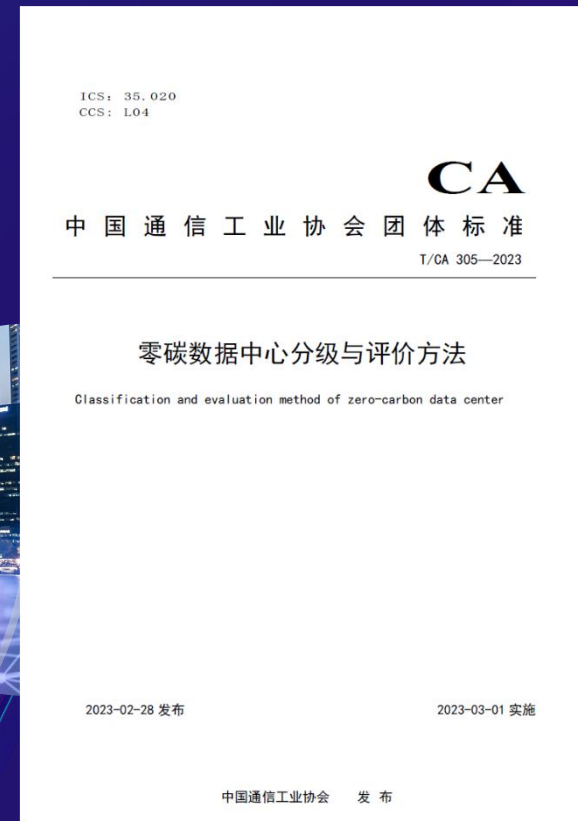 ICS: 35.020
CCS: L04
CA
中国通信工业协会团体标准
T/CA 305—2023
零碳数据中心分级与评价方法
Classification and evaluation method of zero-carbon data center
2023-02-28 发布
2023-03-01 实施
中国通信工业协会 发 布